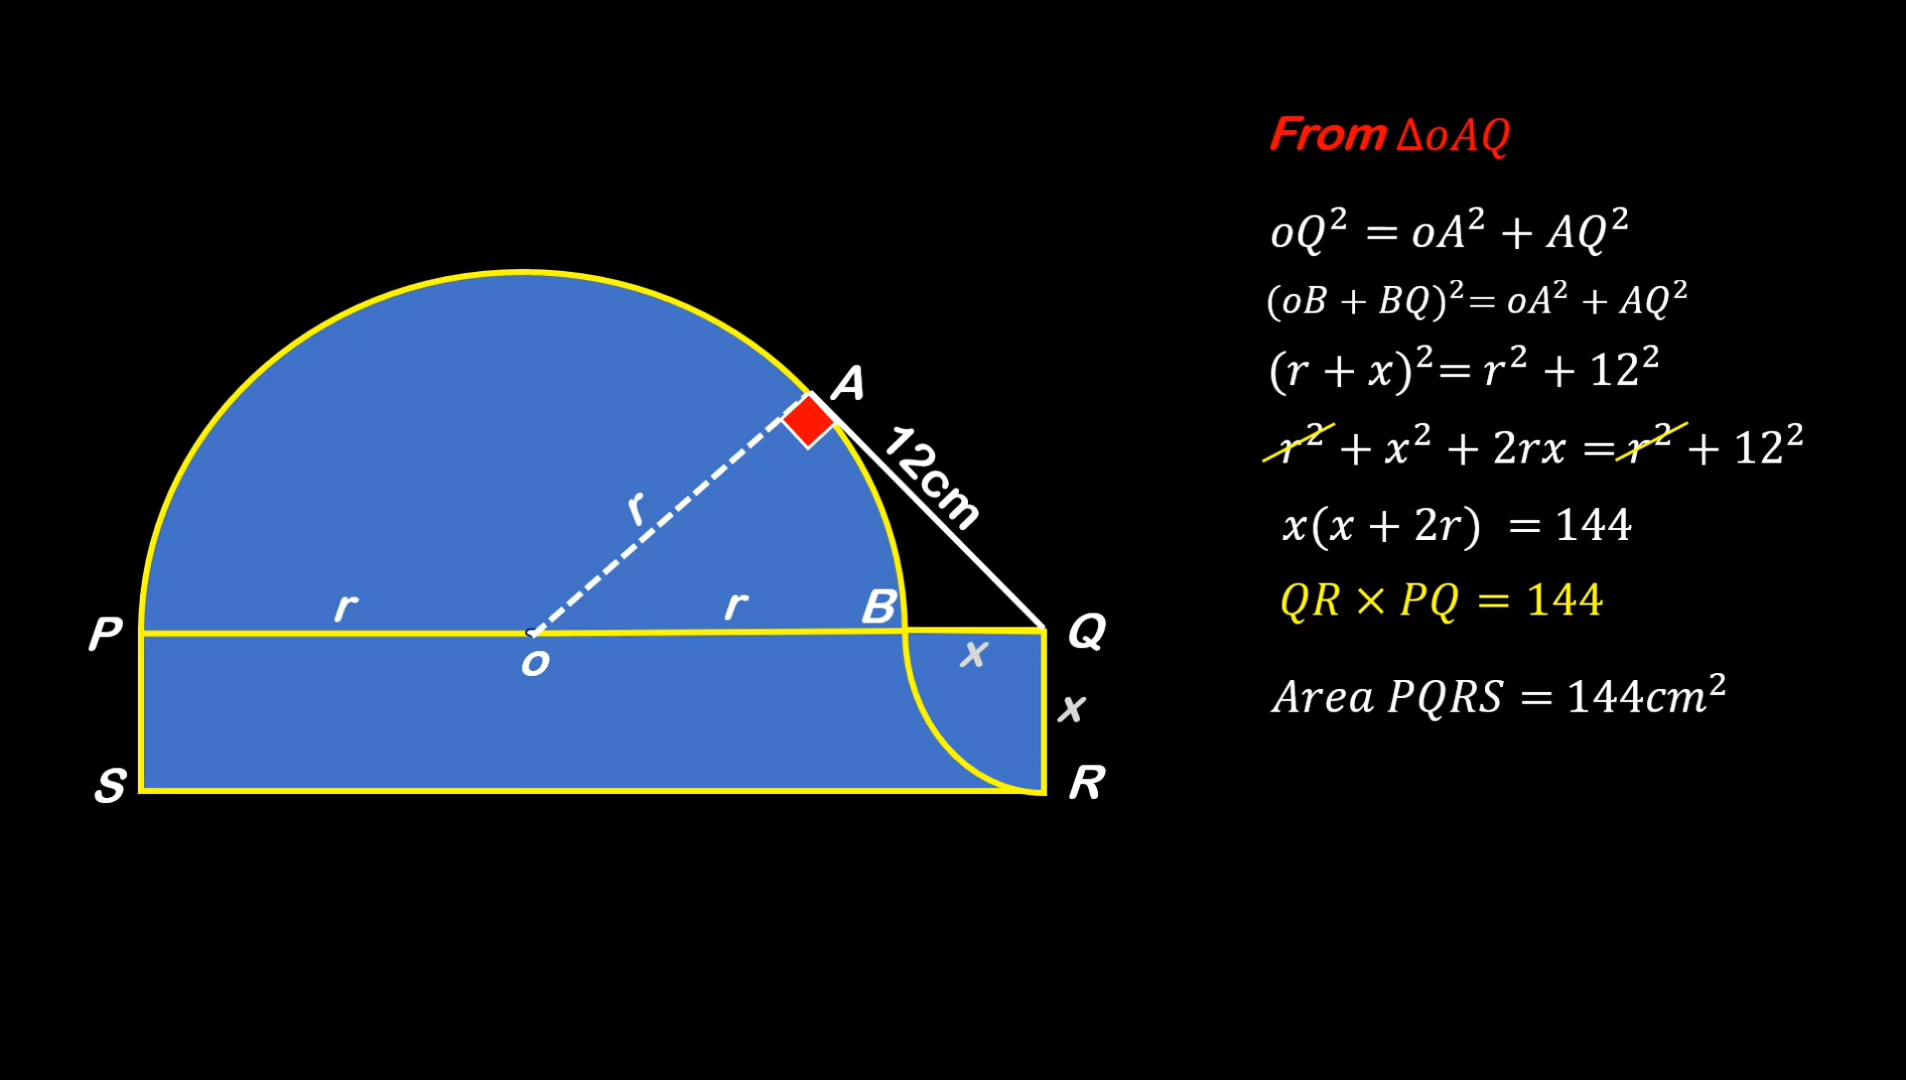 A
12cm
r
r
r
B
P
o
Q
x
x
S
R
From ΔoAQ
oQ² = oA² + AQ²
(oB + BQ)²= oA² + AQ²
(r + x)²= r² + 12²
r² + x² + 2rx = r² + 12²
x(x + 2r) = 144
QR × PQ = 144
Area PQRS = 144cm²